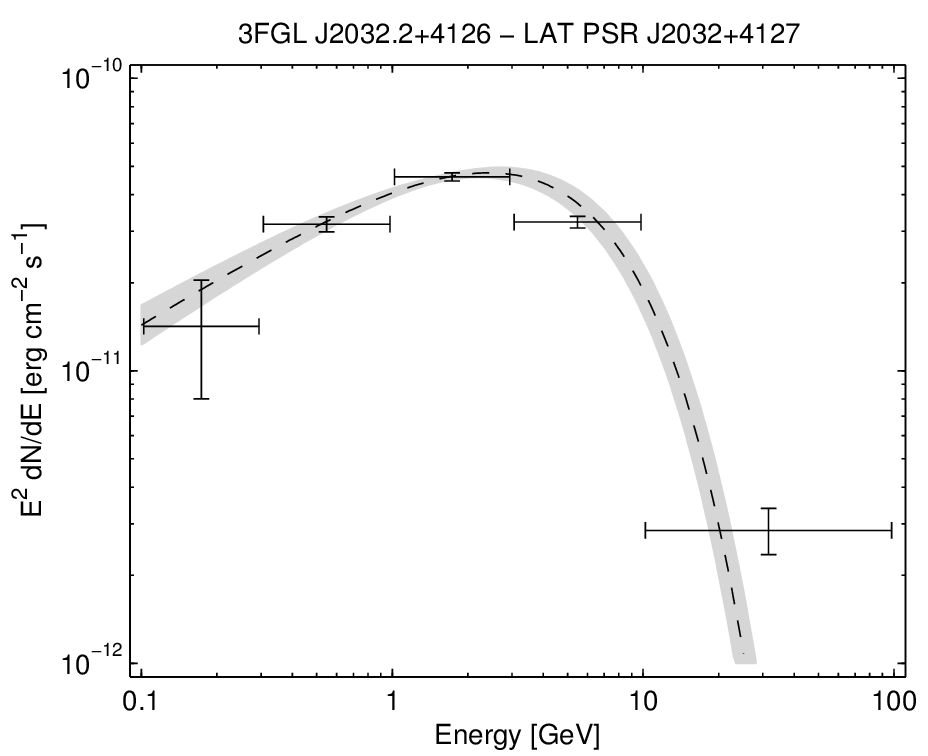 3FGL J2032.2+4126 − LAT PSR J2032+4127
10⁻¹⁰
10⁻¹¹
10⁻¹²
E² dN/dE [erg cm⁻² s⁻¹]
0.1 1 10 100
Energy [GeV]